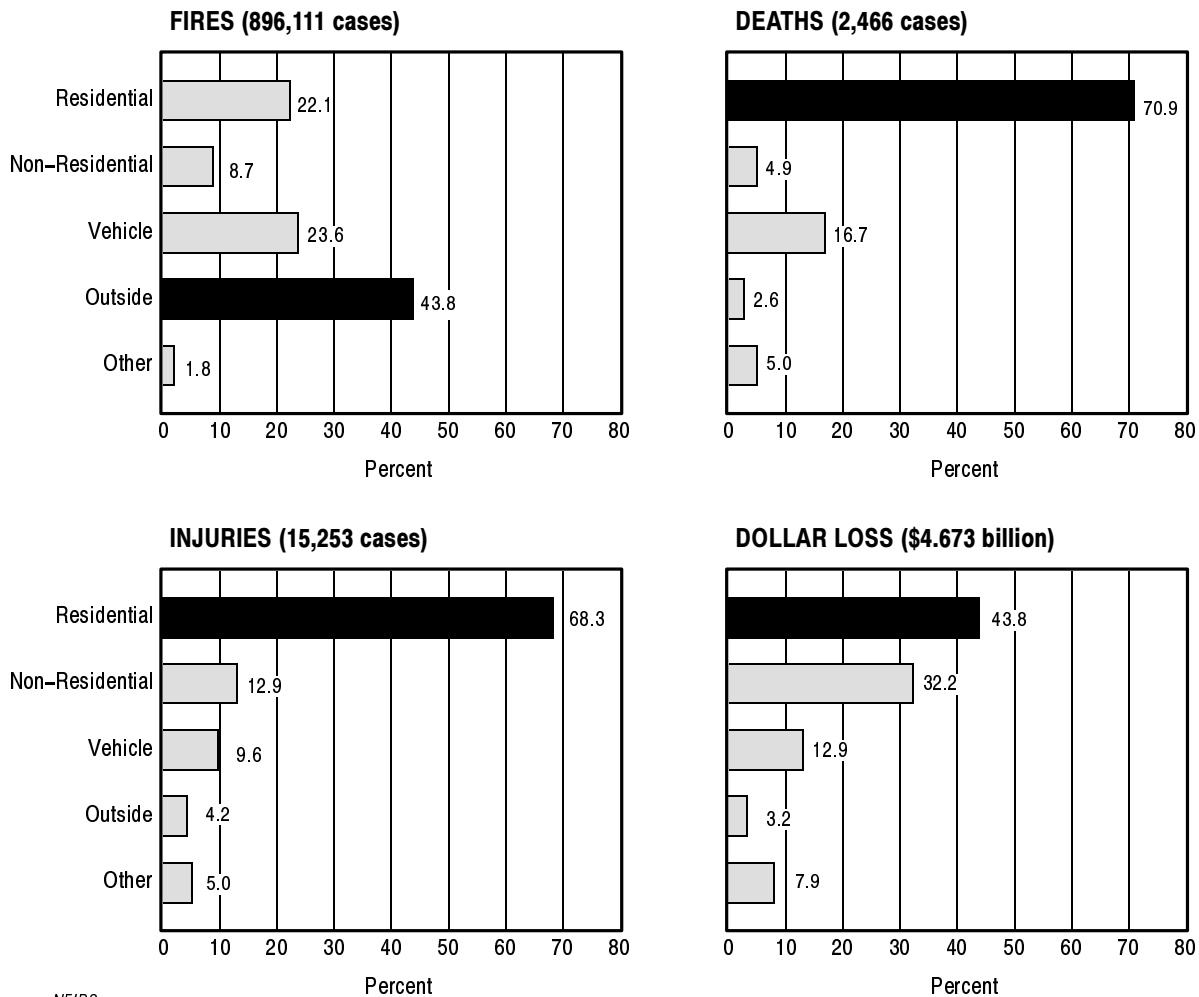 FIRES (896,111 cases)
Residential 22.1
Non–Residential 8.7
Vehicle 23.6
Outside 43.8
Other 1.8
0 10 20 30 40 50 60 70 80
Percent
DEATHS (2,466 cases)
70.9
4.9
16.7
2.6
5.0
0 10 20 30 40 50 60 70 80
Percent
INJURIES (15,253 cases)
Residential 68.3
Non–Residential 12.9
Vehicle 9.6
Outside 4.2
Other 5.0
0 10 20 30 40 50 60 70 80
Percent
DOLLAR LOSS ($4.673 billion)
43.8
32.2
12.9
3.2
7.9
0 10 20 30 40 50 60 70 80
Percent